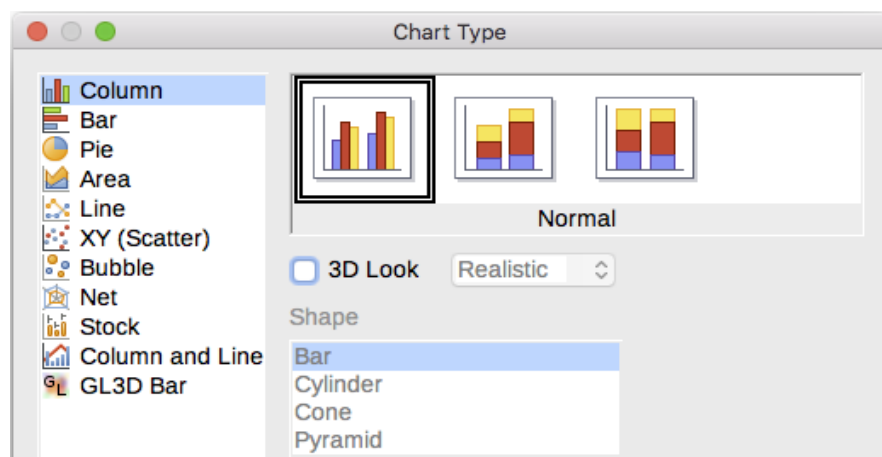 Chart Type
Column
Bar
Pie
Area
Line
XY (Scatter)
Bubble
Net
Stock
Column and Line
GL3D Bar
Normal
3D Look Realistic
Shape
Bar
Cylinder
Cone
Pyramid